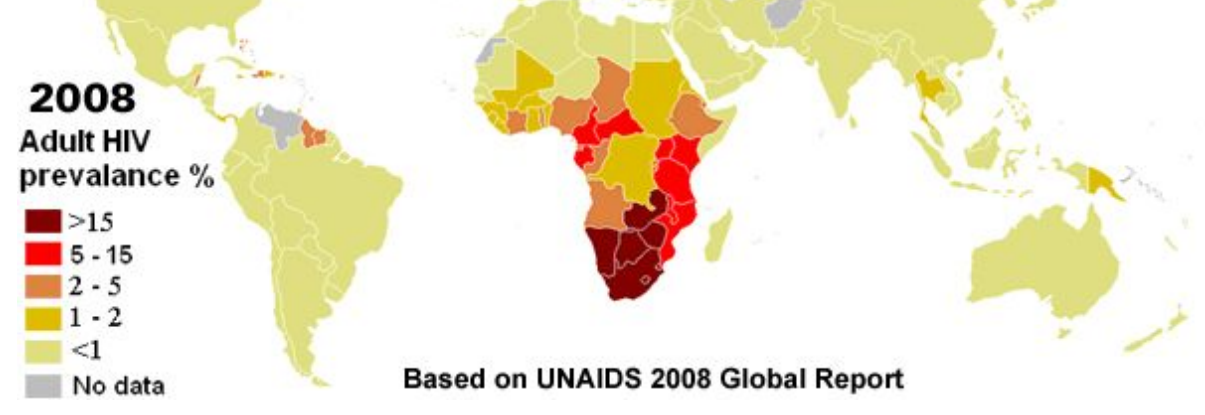 2008
Adult HIV
prevalance %
>15
5 - 15
2 - 5
1 - 2
<1
No data
Based on UNAIDS 2008 Global Report